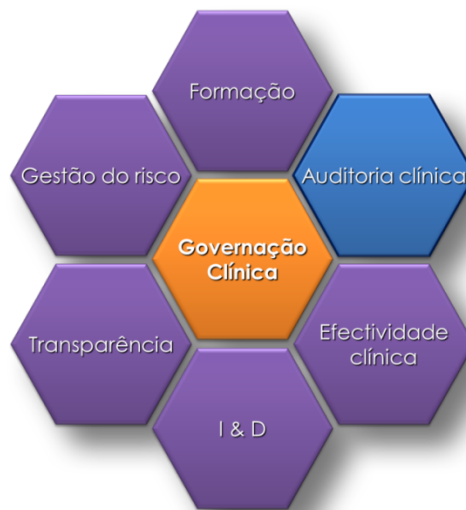 Formação
Gestão do risco
Auditoria clínica
Governação
Clínica
Transparência
Efectividade
clínica
I & D